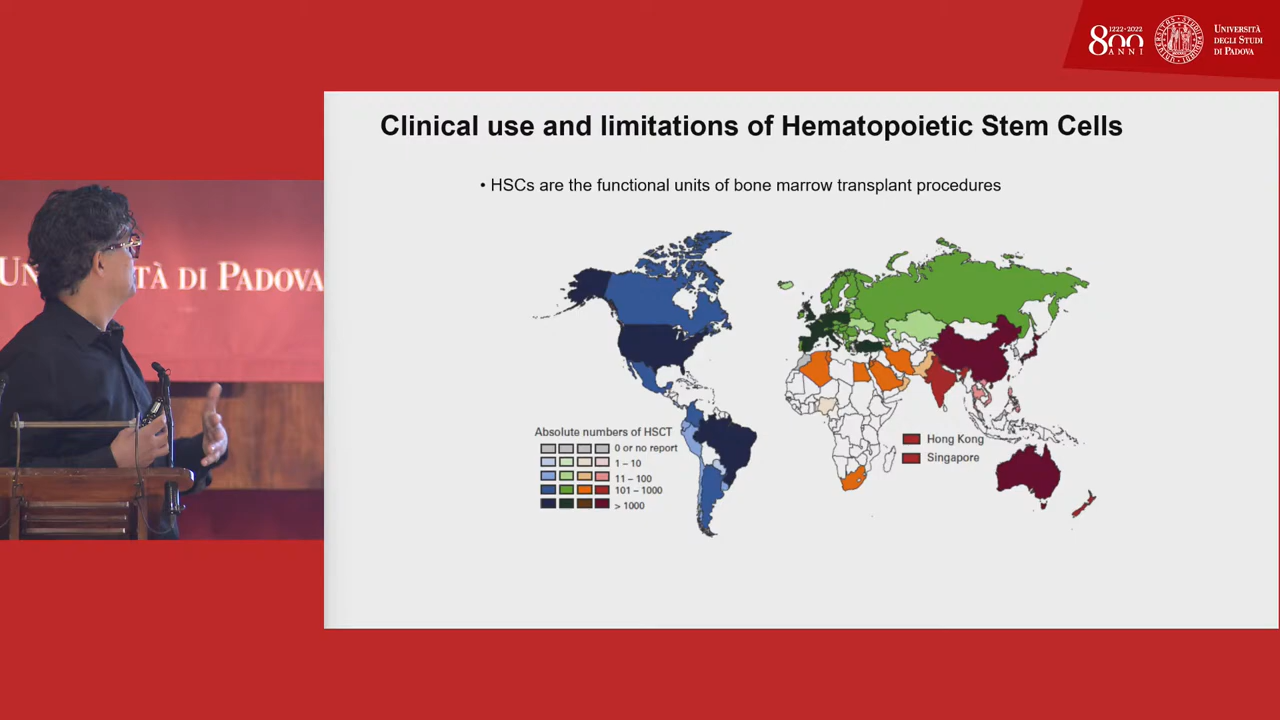 800
1222-2022
ANNI
UNIVERSITÀ
DEGLI STUDI
DI PADOVA
Clinical use and limitations of Hematopoietic Stem Cells
• HSCs are the functional units of bone marrow transplant procedures
UN TÀ DI PADOVA
Absolute numbers of HSCT
0 or no report
1 – 10
11 – 100
101 – 1000
> 1000
Hong Kong
Singapore